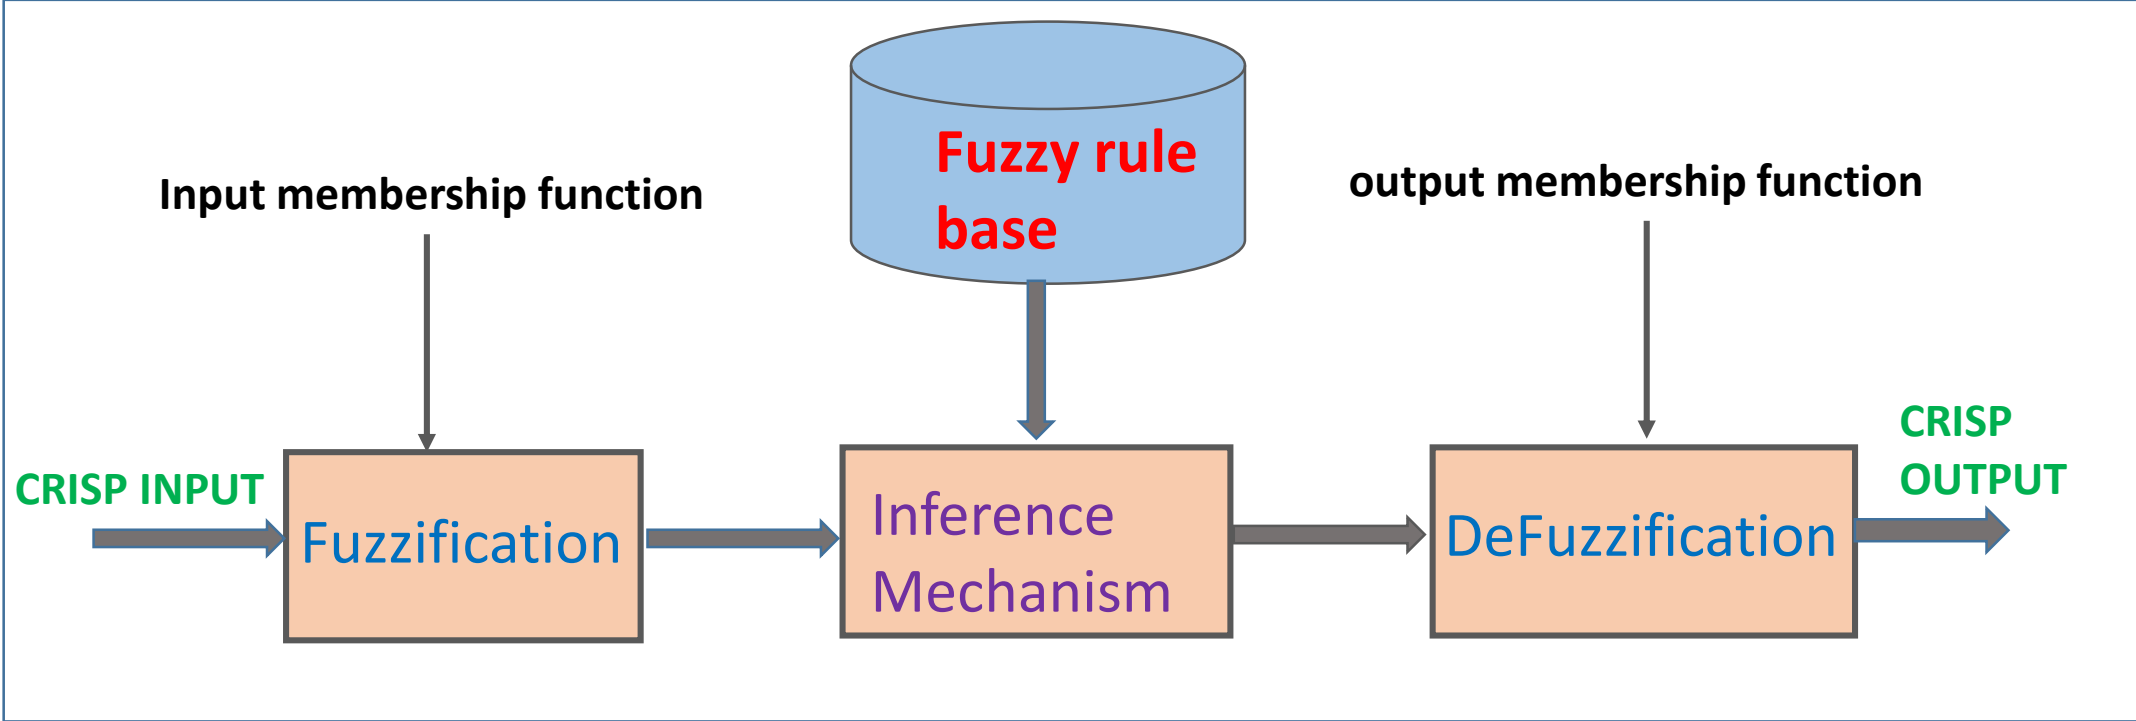 Fuzzy rule
base
Input membership function
output membership function
CRISP INPUT
Fuzzification
Inference
Mechanism
DeFuzzification
CRISP
OUTPUT